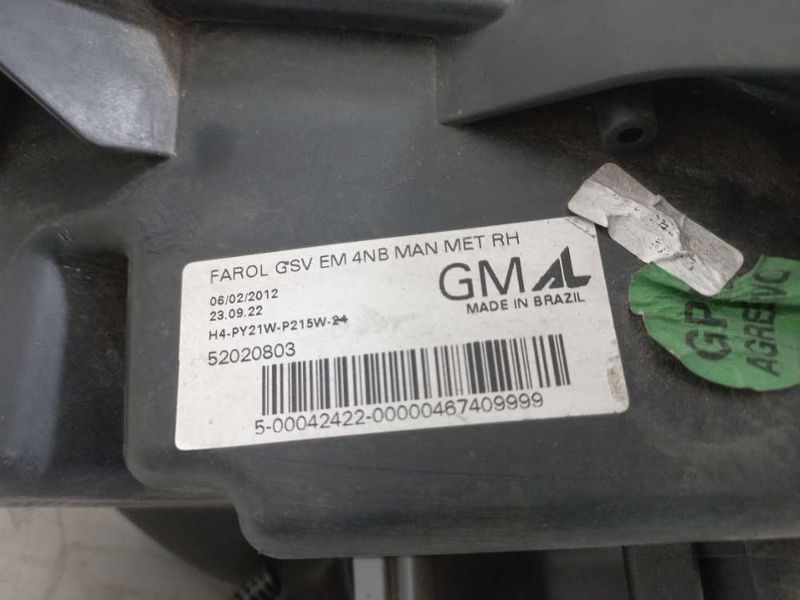 FAROL GSV EM 4NB MAN MET RH
06/02/2012
23.09.22
H4-PY21W-P215W-24
52020803
GM AL
MADE IN BRAZIL
5-00042422-00000467409999
GP
AGRESIVO